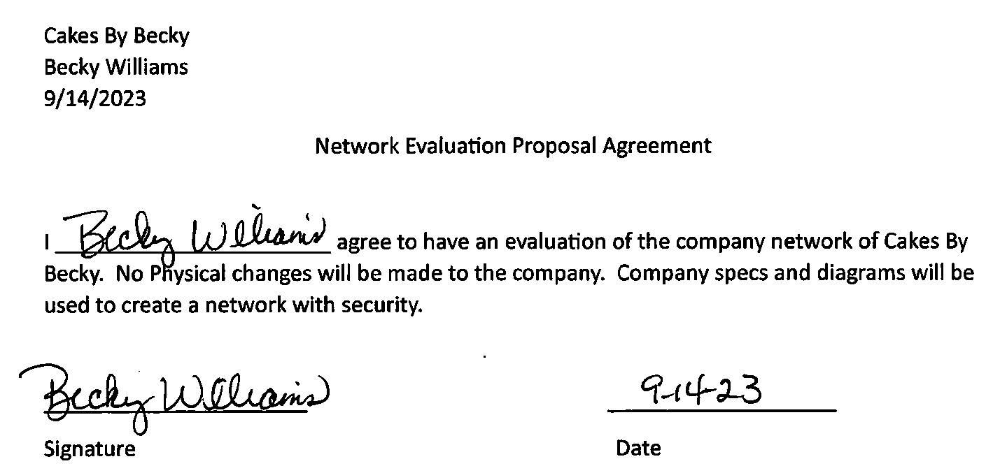 Cakes By Becky
Becky Williams
9/14/2023
Network Evaluation Proposal Agreement
I Becky Williams agree to have an evaluation of the company network of Cakes By
Becky. No Physical changes will be made to the company. Company specs and diagrams will be
used to create a network with security.
Becky Williams 9-14-23
Signature Date